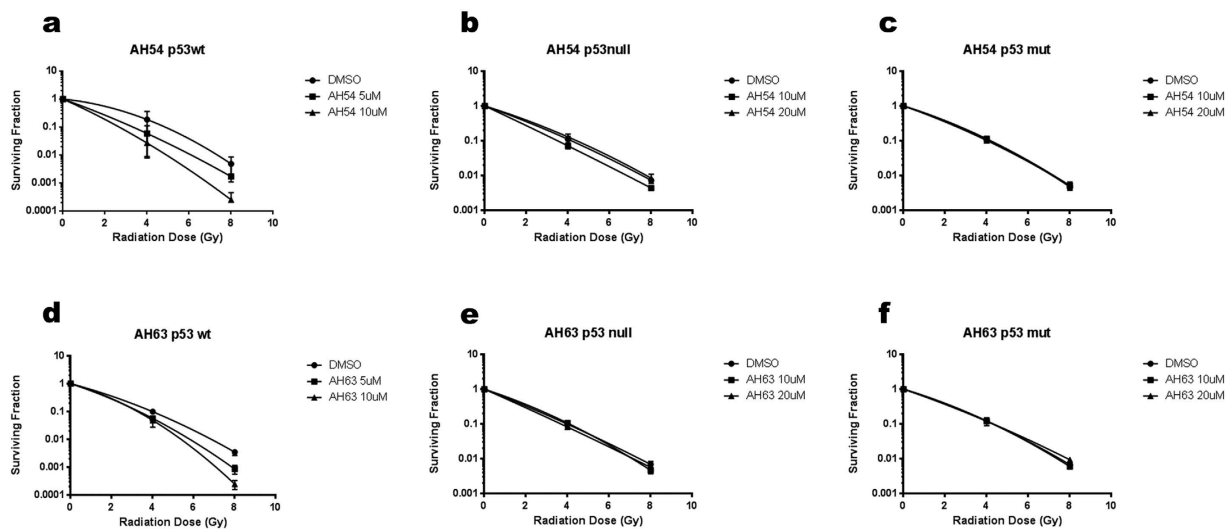 a
AH54 p53wt
10
1
0.1
0.01
0.001
0.0001
Surviving Fraction
0 2 4 6 8 10
Radiation Dose (Gy)
DMSO
AH54 5uM
AH54 10uM
b
AH54 p53null
10
1
0.1
0.01
0.001
Surviving Fraction
0 2 4 6 8 10
Radiation Dose (Gy)
DMSO
AH54 10uM
AH54 20uM
c
AH54 p53 mut
10
1
0.1
0.01
0.001
Surviving Fraction
0 2 4 6 8 10
Radiation Dose (Gy)
DMSO
AH54 10uM
AH54 20uM
d
AH63 p53 wt
10
1
0.1
0.01
0.001
0.0001
Surviving Fraction
0 2 4 6 8 10
Radiation Dose (Gy)
DMSO
AH63 5uM
AH63 10uM
e
AH63 p53 null
10
1
0.1
0.01
0.001
Surviving Fraction
0 2 4 6 8 10
Radiation Dose (Gy)
DMSO
AH63 10uM
AH63 20uM
f
AH63 p53 mut
10
1
0.1
0.01
0.001
Surviving Fraction
0 2 4 6 8 10
Radiation Dose (Gy)
DMSO
AH63 10uM
AH63 20uM